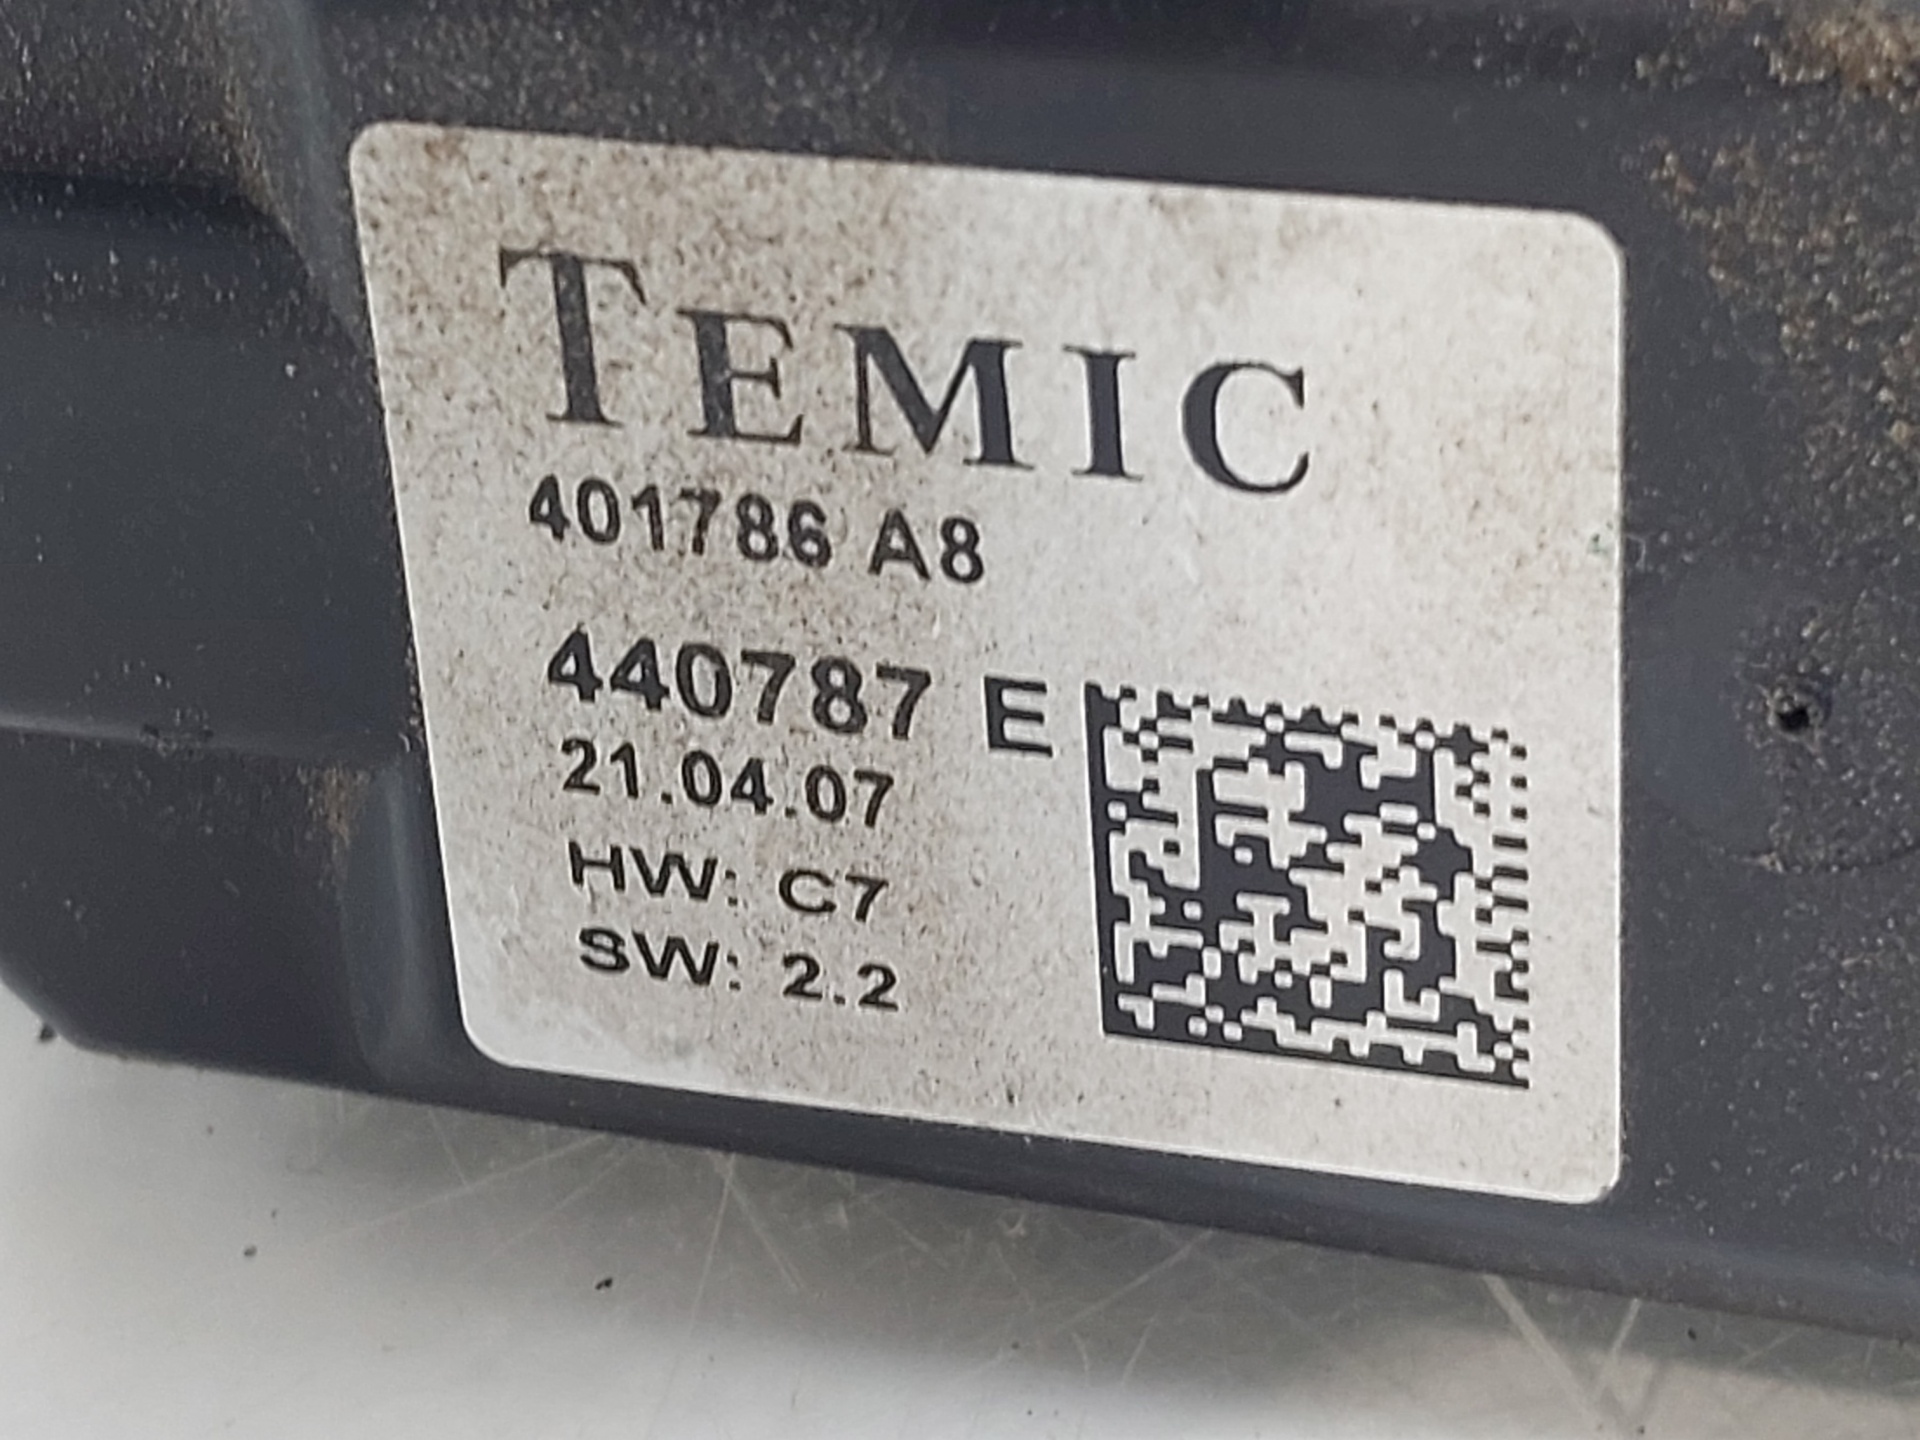 TEMIC
401786 A8
440787 E
21.04.07
HW: C7
SW: 2.2